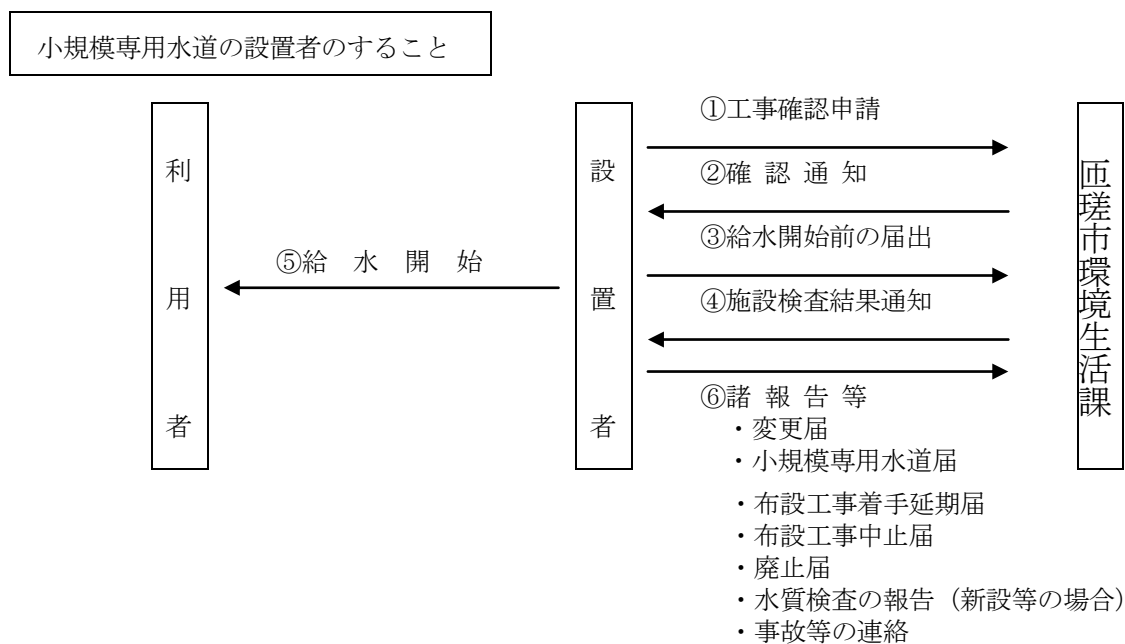 小規模専用水道の設置者のすること
利用者
設置者
匝瑳市環境生活課
①工事確認申請
②確認通知
③給水開始前の届出
④施設検査結果通知
⑤給水開始
⑥諸報告等
・変更届
・小規模専用水道届
・布設工事着手延期届
・布設工事中止届
・廃止届
・水質検査の報告（新設等の場合）
・事故等の連絡